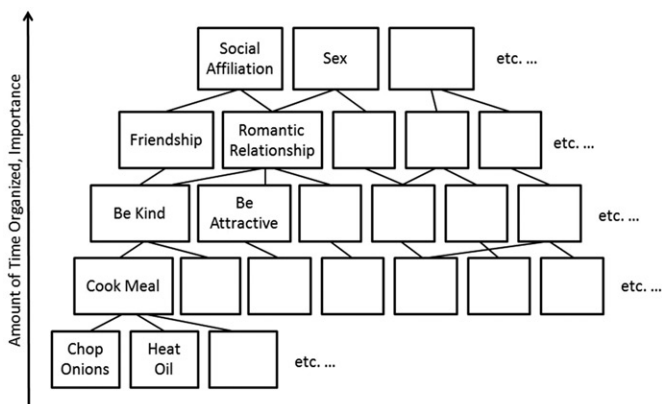 Amount of Time Organized, Importance
Social
Affiliation
Sex
etc. ...
Friendship
Romantic
Relationship
etc. ...
Be Kind
Be
Attractive
etc. ...
Cook Meal
etc. ...
Chop
Onions
Heat
Oil
etc. ...